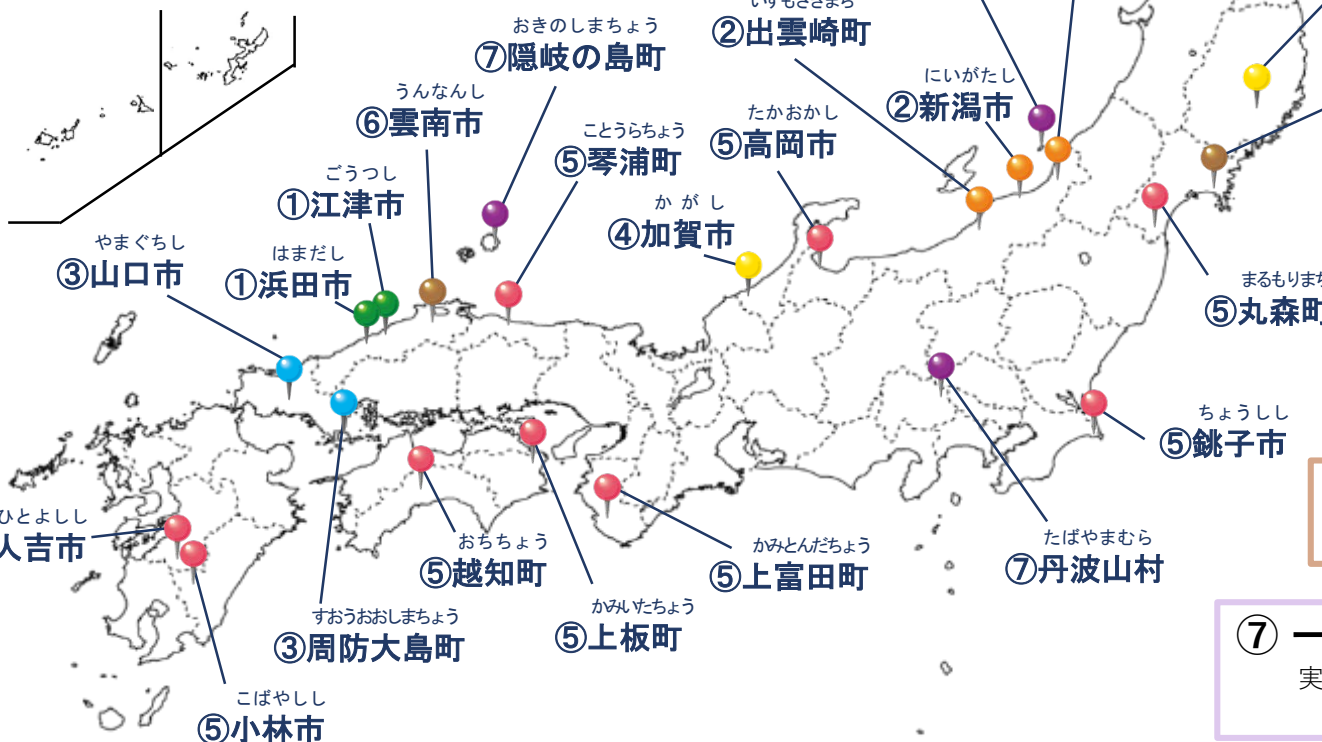 いずもざきまち
②出雲崎町
おきのしまちょう
⑦隠岐の島町
にいがたし
②新潟市
うんなんし
⑥雲南市
たかおかし
⑤高岡市
ことうらちょう
⑤琴浦町
ごうつし
①江津市
かがし
④加賀市
やまぐちし
③山口市
はまだし
①浜田市
まるもりまち
⑤丸森町
ちょうしし
⑤銚子市
ひとよしし
人吉市
おちちょう
⑤越知町
かみとんだちょう
⑤上富田町
たばやまむら
⑦丹波山村
すおうおおしまちょう
③周防大島町
かみいたちょう
⑤上板町
こばやしし
⑤小林市
⑦ 一
実